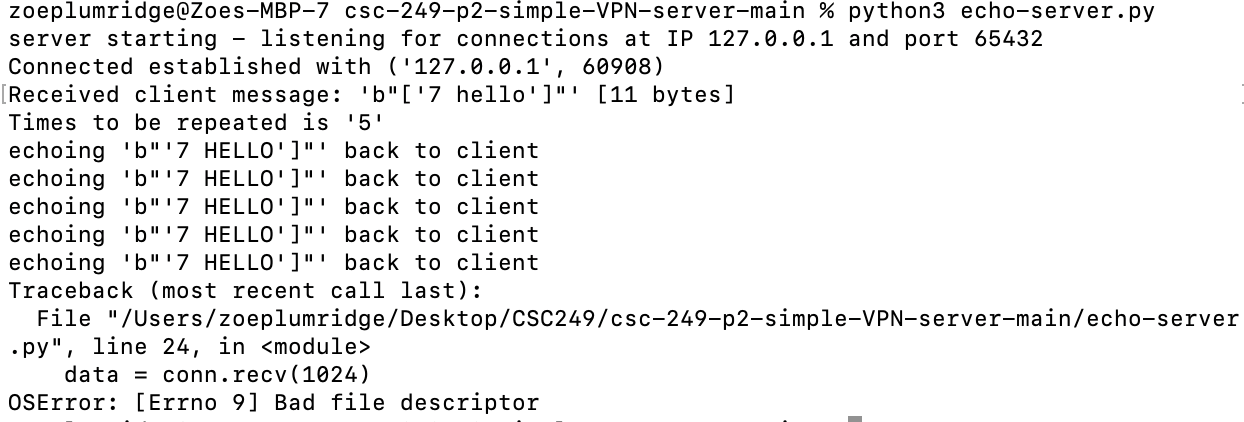 zoeplumridge@Zoes-MBP-7 csc-249-p2-simple-VPN-server-main % python3 echo-server.py
server starting – listening for connections at IP 127.0.0.1 and port 65432
Connected established with ('127.0.0.1', 60908)
[Received client message: 'b"['7 hello']"' [11 bytes]
Times to be repeated is '5'
echoing 'b"'7 HELLO']"' back to client
echoing 'b"'7 HELLO']"' back to client
echoing 'b"'7 HELLO']"' back to client
echoing 'b"'7 HELLO']"' back to client
echoing 'b"'7 HELLO']"' back to client
Traceback (most recent call last):
  File "/Users/zoeplumridge/Desktop/CSC249/csc-249-p2-simple-VPN-server-main/echo-server
.py", line 24, in <module>
    data = conn.recv(1024)
OSError: [Errno 9] Bad file descriptor